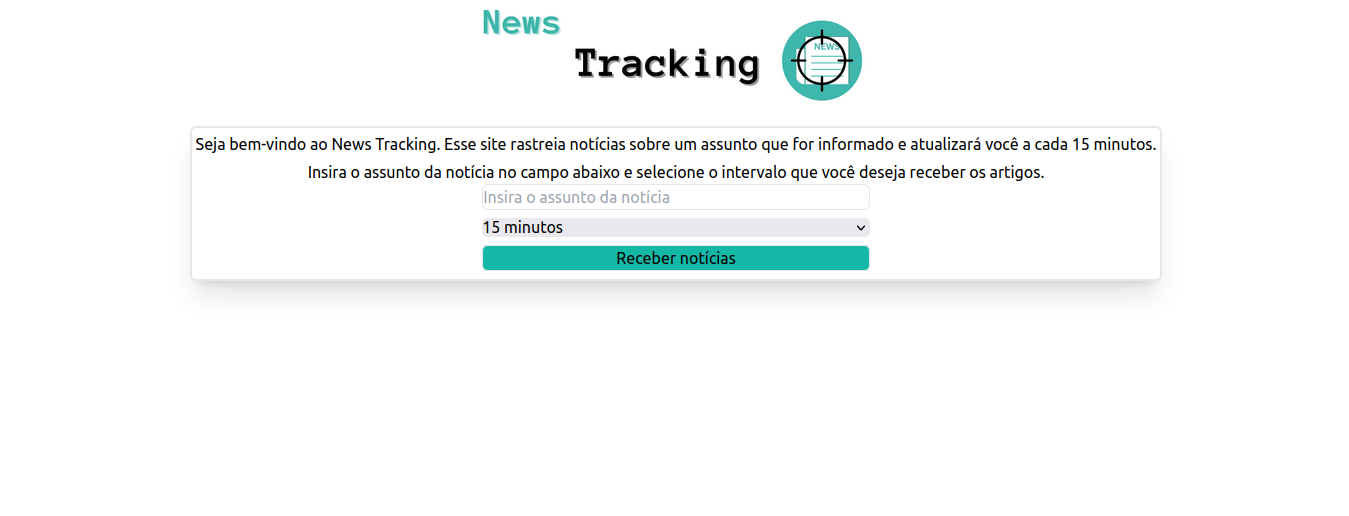 News
Tracking
NEWS
Seja bem-vindo ao News Tracking. Esse site rastreia notícias sobre um assunto que for informado e atualizará você a cada 15 minutos.
Insira o assunto da notícia no campo abaixo e selecione o intervalo que você deseja receber os artigos.
Insira o assunto da notícia
15 minutos
Receber notícias